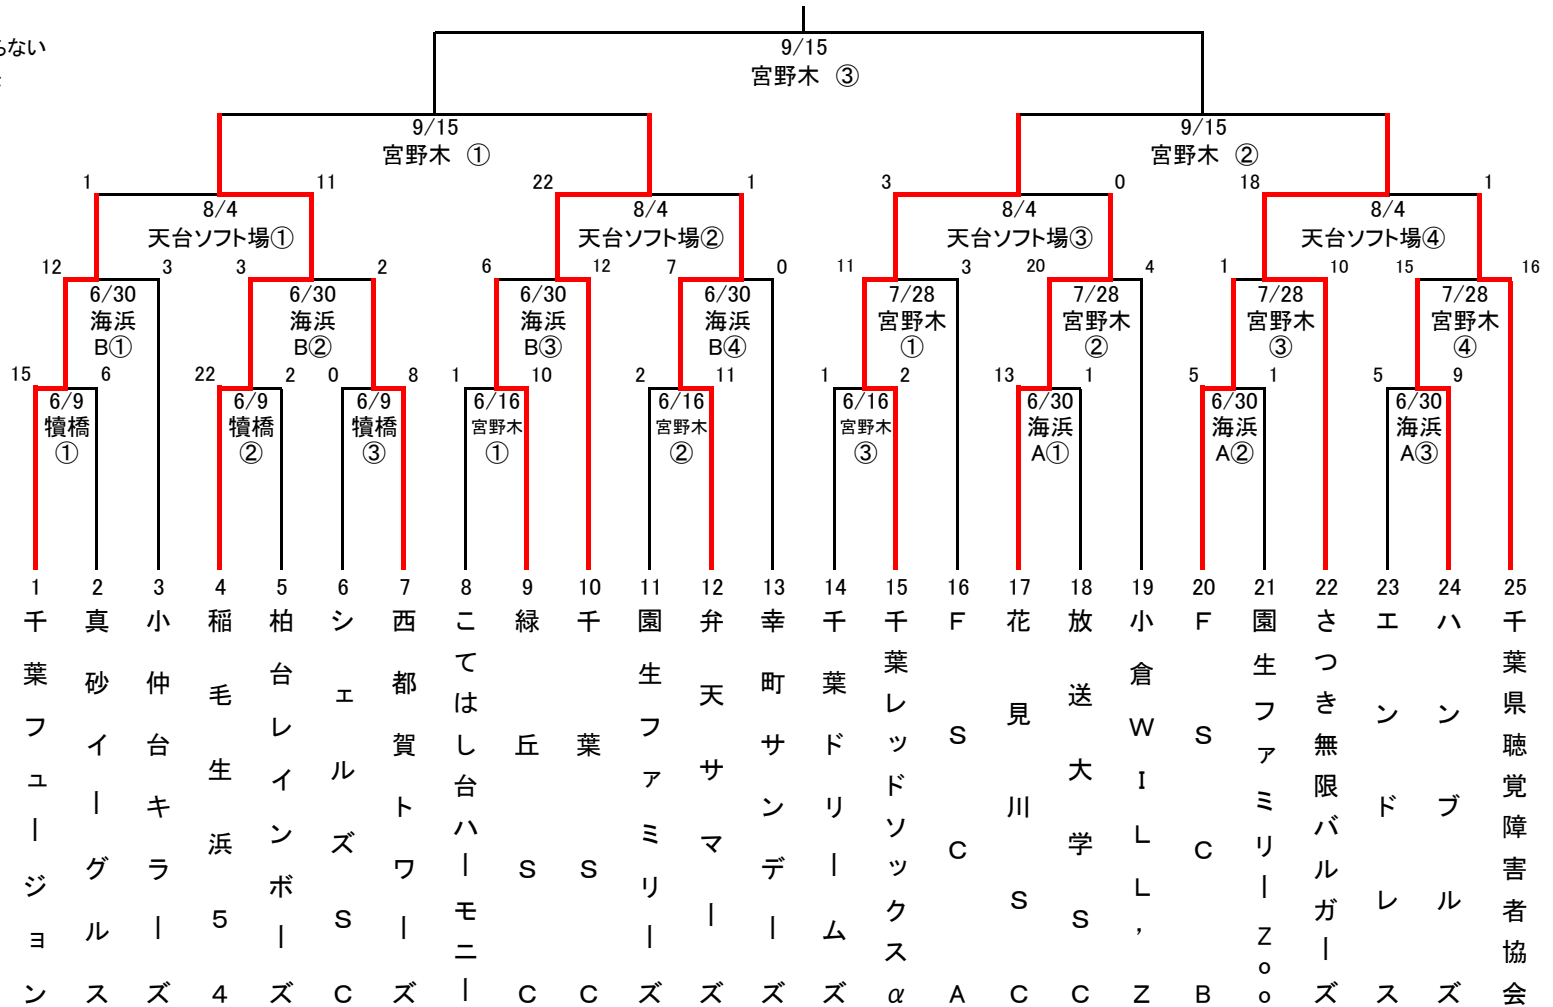 らない
9/15
宮野木 ③
9/15
宮野木 ①
9/15
宮野木 ②
1 11 22 1 3 0 18 1
8/4 8/4 8/4 8/4
天台ソフト場① 天台ソフト場② 天台ソフト場③ 天台ソフト場④
12 3 3 2 6 12 7 0 11 3 20 4 1 10 15 16
6/30 6/30 6/30 6/30 7/28 7/28 7/28 7/28
海浜 海浜 海浜 海浜 宮野木 宮野木 宮野木 宮野木
B① B② B③ B④ ① ② ③ ④
15 6 22 2 0 8 1 10 2 11 1 2 13 1 5 1 5 9
6/9 6/9 6/9 6/16 6/16 6/16 6/30 6/30 6/30
犢橋 犢橋 犢橋 宮野木 宮野木 宮野木 海浜 海浜 海浜
① ② ③ ① ② ③ A① A② A③
1 2 3 4 5 6 7 8 9 10 11 12 13 14 15 16 17 18 19 20 21 22 23 24 25
千葉フュージョン
真砂イーグルス
小仲台キラーズ
稲毛生浜54
柏台レインボーズ
シェルズSC
西都賀トワーズ
こてはし台ハーモニー
緑丘SC
千葉SC
園生ファミリーズ
弁天サマーズ
幸町サンデーズ
千葉ドリームズ
千葉レッドソックスα
FSCA
花見川SC
放送大学SC
小倉WILL,Z
FSCB
園生ファミリーZoo
さつき無限バルガーズ
エンドレス
ハンブルズ
千葉県聴覚障害者協会